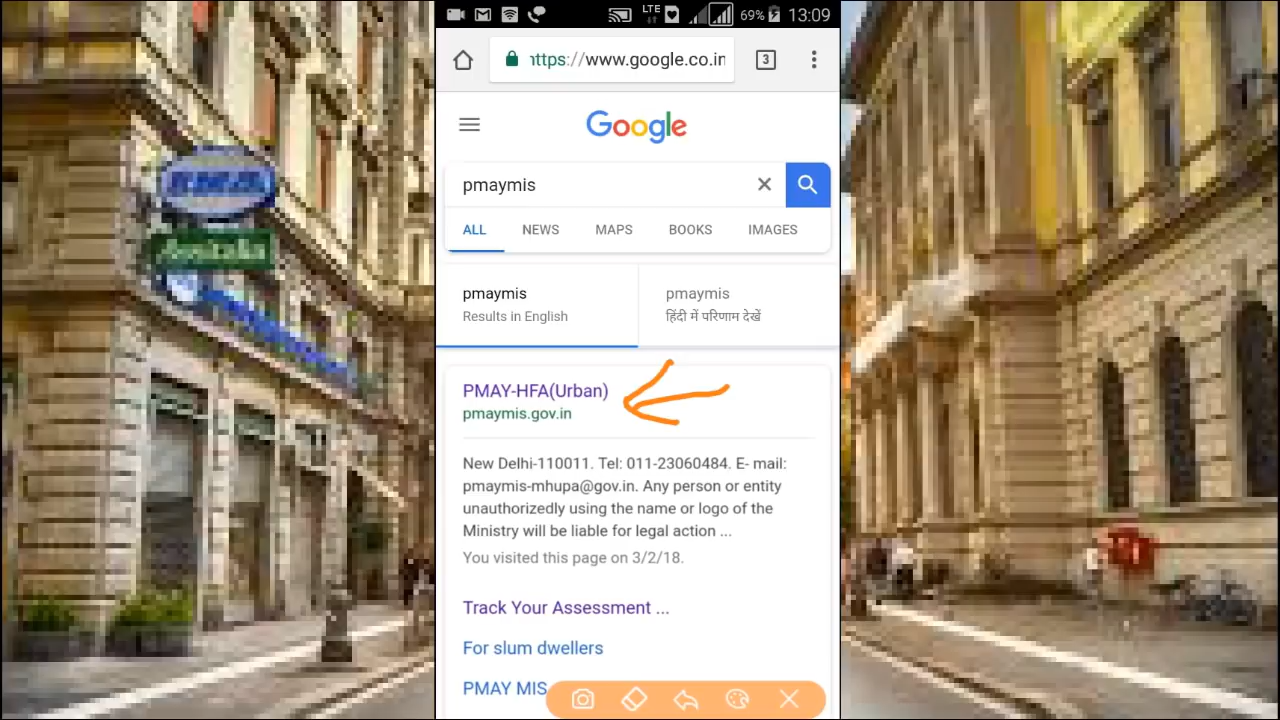 LTE
69%
13:09
https://www.google.co.in
3
Google
pmaymis
ALL NEWS MAPS BOOKS IMAGES
pmaymis
Results in English
pmaymis
हिंदी में परिणाम देखें
PMAY-HFA(Urban)
pmaymis.gov.in
New Delhi-110011. Tel: 011-23060484. E- mail:
pmaymis-mhupa@gov.in. Any person or entity
unauthorizedly using the name or logo of the
Ministry will be liable for legal action ...
You visited this page on 3/2/18.
Track Your Assessment ...
For slum dwellers
PMAY MIS